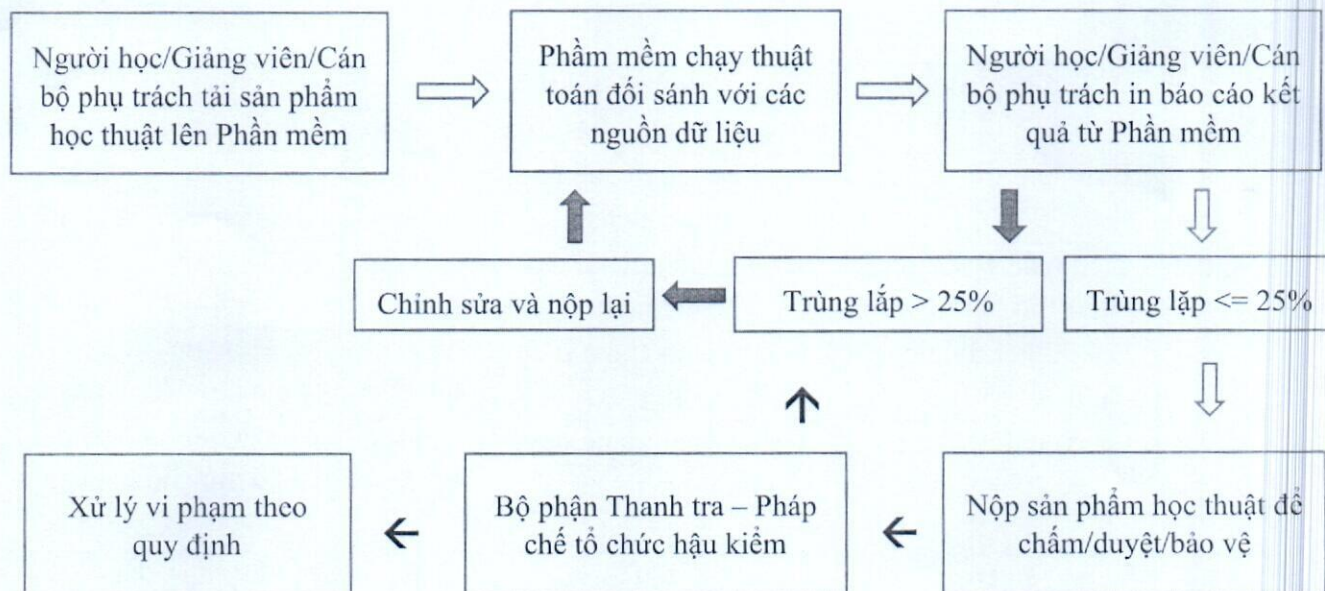 Người học/Giảng viên/Cán
bộ phụ trách tải sản phẩm
học thuật lên Phần mềm
Phầm mềm chạy thuật
toán đối sánh với các
nguồn dữ liệu
Người học/Giảng viên/Cán
bộ phụ trách in báo cáo kết
quả từ Phần mềm
Chỉnh sửa và nộp lại
Trùng lắp > 25%
Trùng lặp <= 25%
Xử lý vi phạm theo
quy định
Bộ phận Thanh tra – Pháp
chế tổ chức hậu kiểm
Nộp sản phẩm học thuật để
chấm/duyệt/bảo vệ